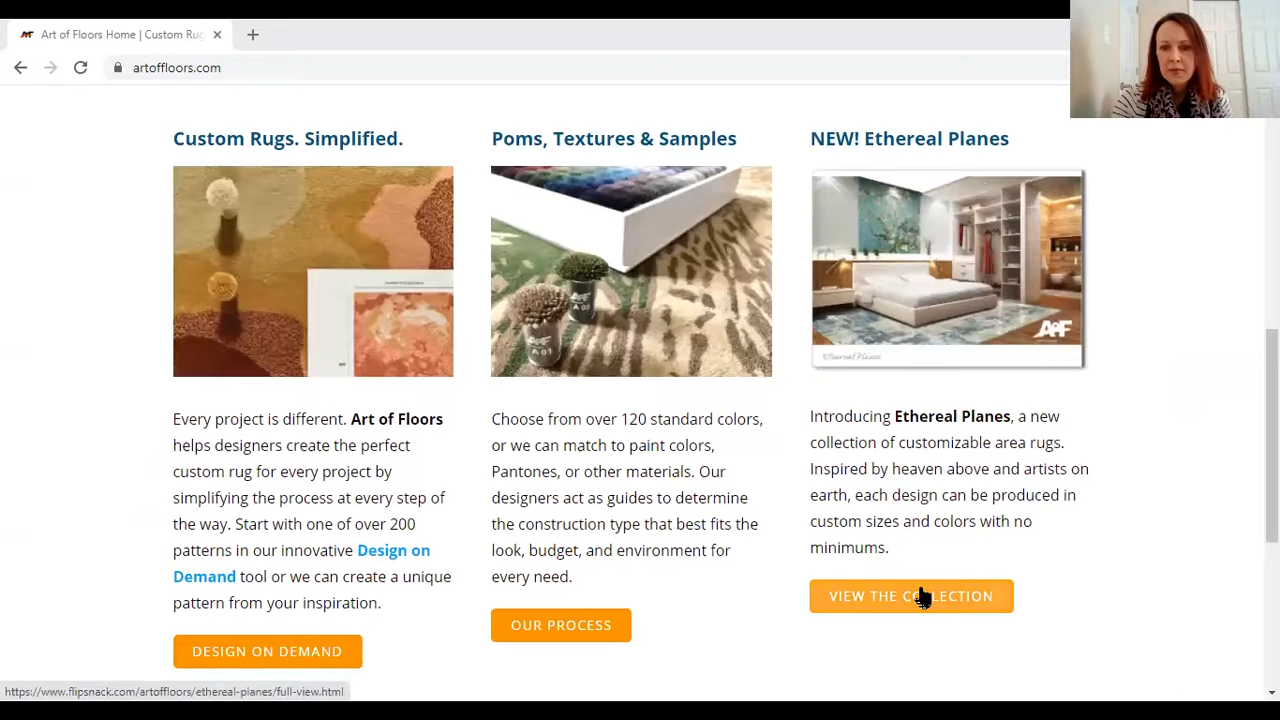 Art of Floors Home | Custom Rug
artoffloors.com
Custom Rugs. Simplified.
Every project is different. Art of Floors
helps designers create the perfect
custom rug for every project by
simplifying the process at every step of
the way. Start with one of over 200
patterns in our innovative Design on
Demand tool or we can create a unique
pattern from your inspiration.
DESIGN ON DEMAND
Poms, Textures & Samples
AOF
A 01
A 00
Choose from over 120 standard colors,
or we can match to paint colors,
Pantones, or other materials. Our
designers act as guides to determine
the construction type that best fits the
look, budget, and environment for
every need.
OUR PROCESS
NEW! Ethereal Planes
AOF
Ethereal Planes
Introducing Ethereal Planes, a new
collection of customizable area rugs.
Inspired by heaven above and artists on
earth, each design can be produced in
custom sizes and colors with no
minimums.
VIEW THE COLLECTION
https://www.flipsnack.com/artoffloors/ethereal-planes/full-view.html